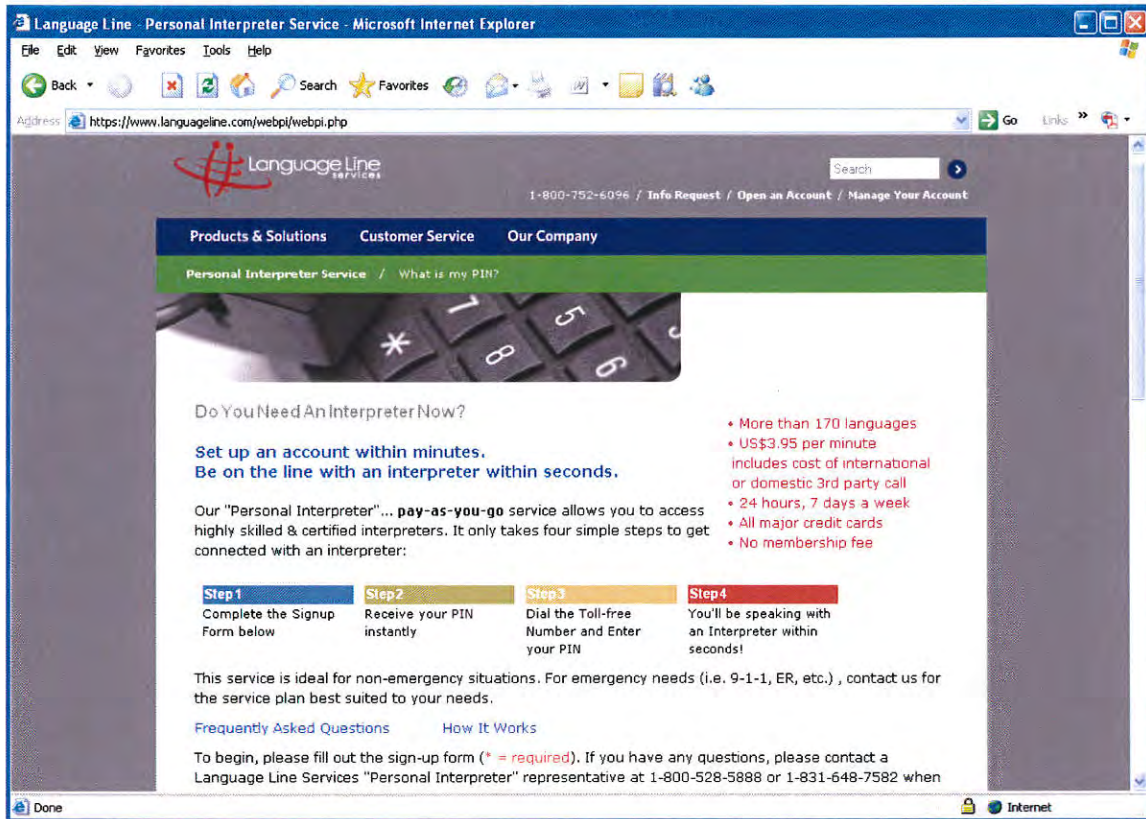 Language Line - Personal Interpreter Service - Microsoft Internet Explorer
File Edit View Favorites Tools Help
Back Search Favorites
Address https://www.languageline.com/webpi/webpi.php Go Links »
Language Line
services
Search
1-800-752-6096 / Info Request / Open an Account / Manage Your Account
Products & Solutions Customer Service Our Company
Personal Interpreter Service / What is my PIN?
* 7 8 5 6
Do You Need An Interpreter Now?
Set up an account within minutes.
Be on the line with an interpreter within seconds.
Our "Personal Interpreter"... pay-as-you-go service allows you to access
highly skilled & certified interpreters. It only takes four simple steps to get
connected with an interpreter:
• More than 170 languages
• US$3.95 per minute
includes cost of international
or domestic 3rd party call
• 24 hours, 7 days a week
• All major credit cards
• No membership fee
Step1
Complete the Signup
Form below
Step2
Receive your PIN
instantly
Step3
Dial the Toll-free
Number and Enter
your PIN
Step4
You'll be speaking with
an Interpreter within
seconds!
This service is ideal for non-emergency situations. For emergency needs (i.e. 9-1-1, ER, etc.) , contact us for
the service plan best suited to your needs.
Frequently Asked Questions How It Works
To begin, please fill out the sign-up form (* = required). If you have any questions, please contact a
Language Line Services "Personal Interpreter" representative at 1-800-528-5888 or 1-831-648-7582 when
Done Internet